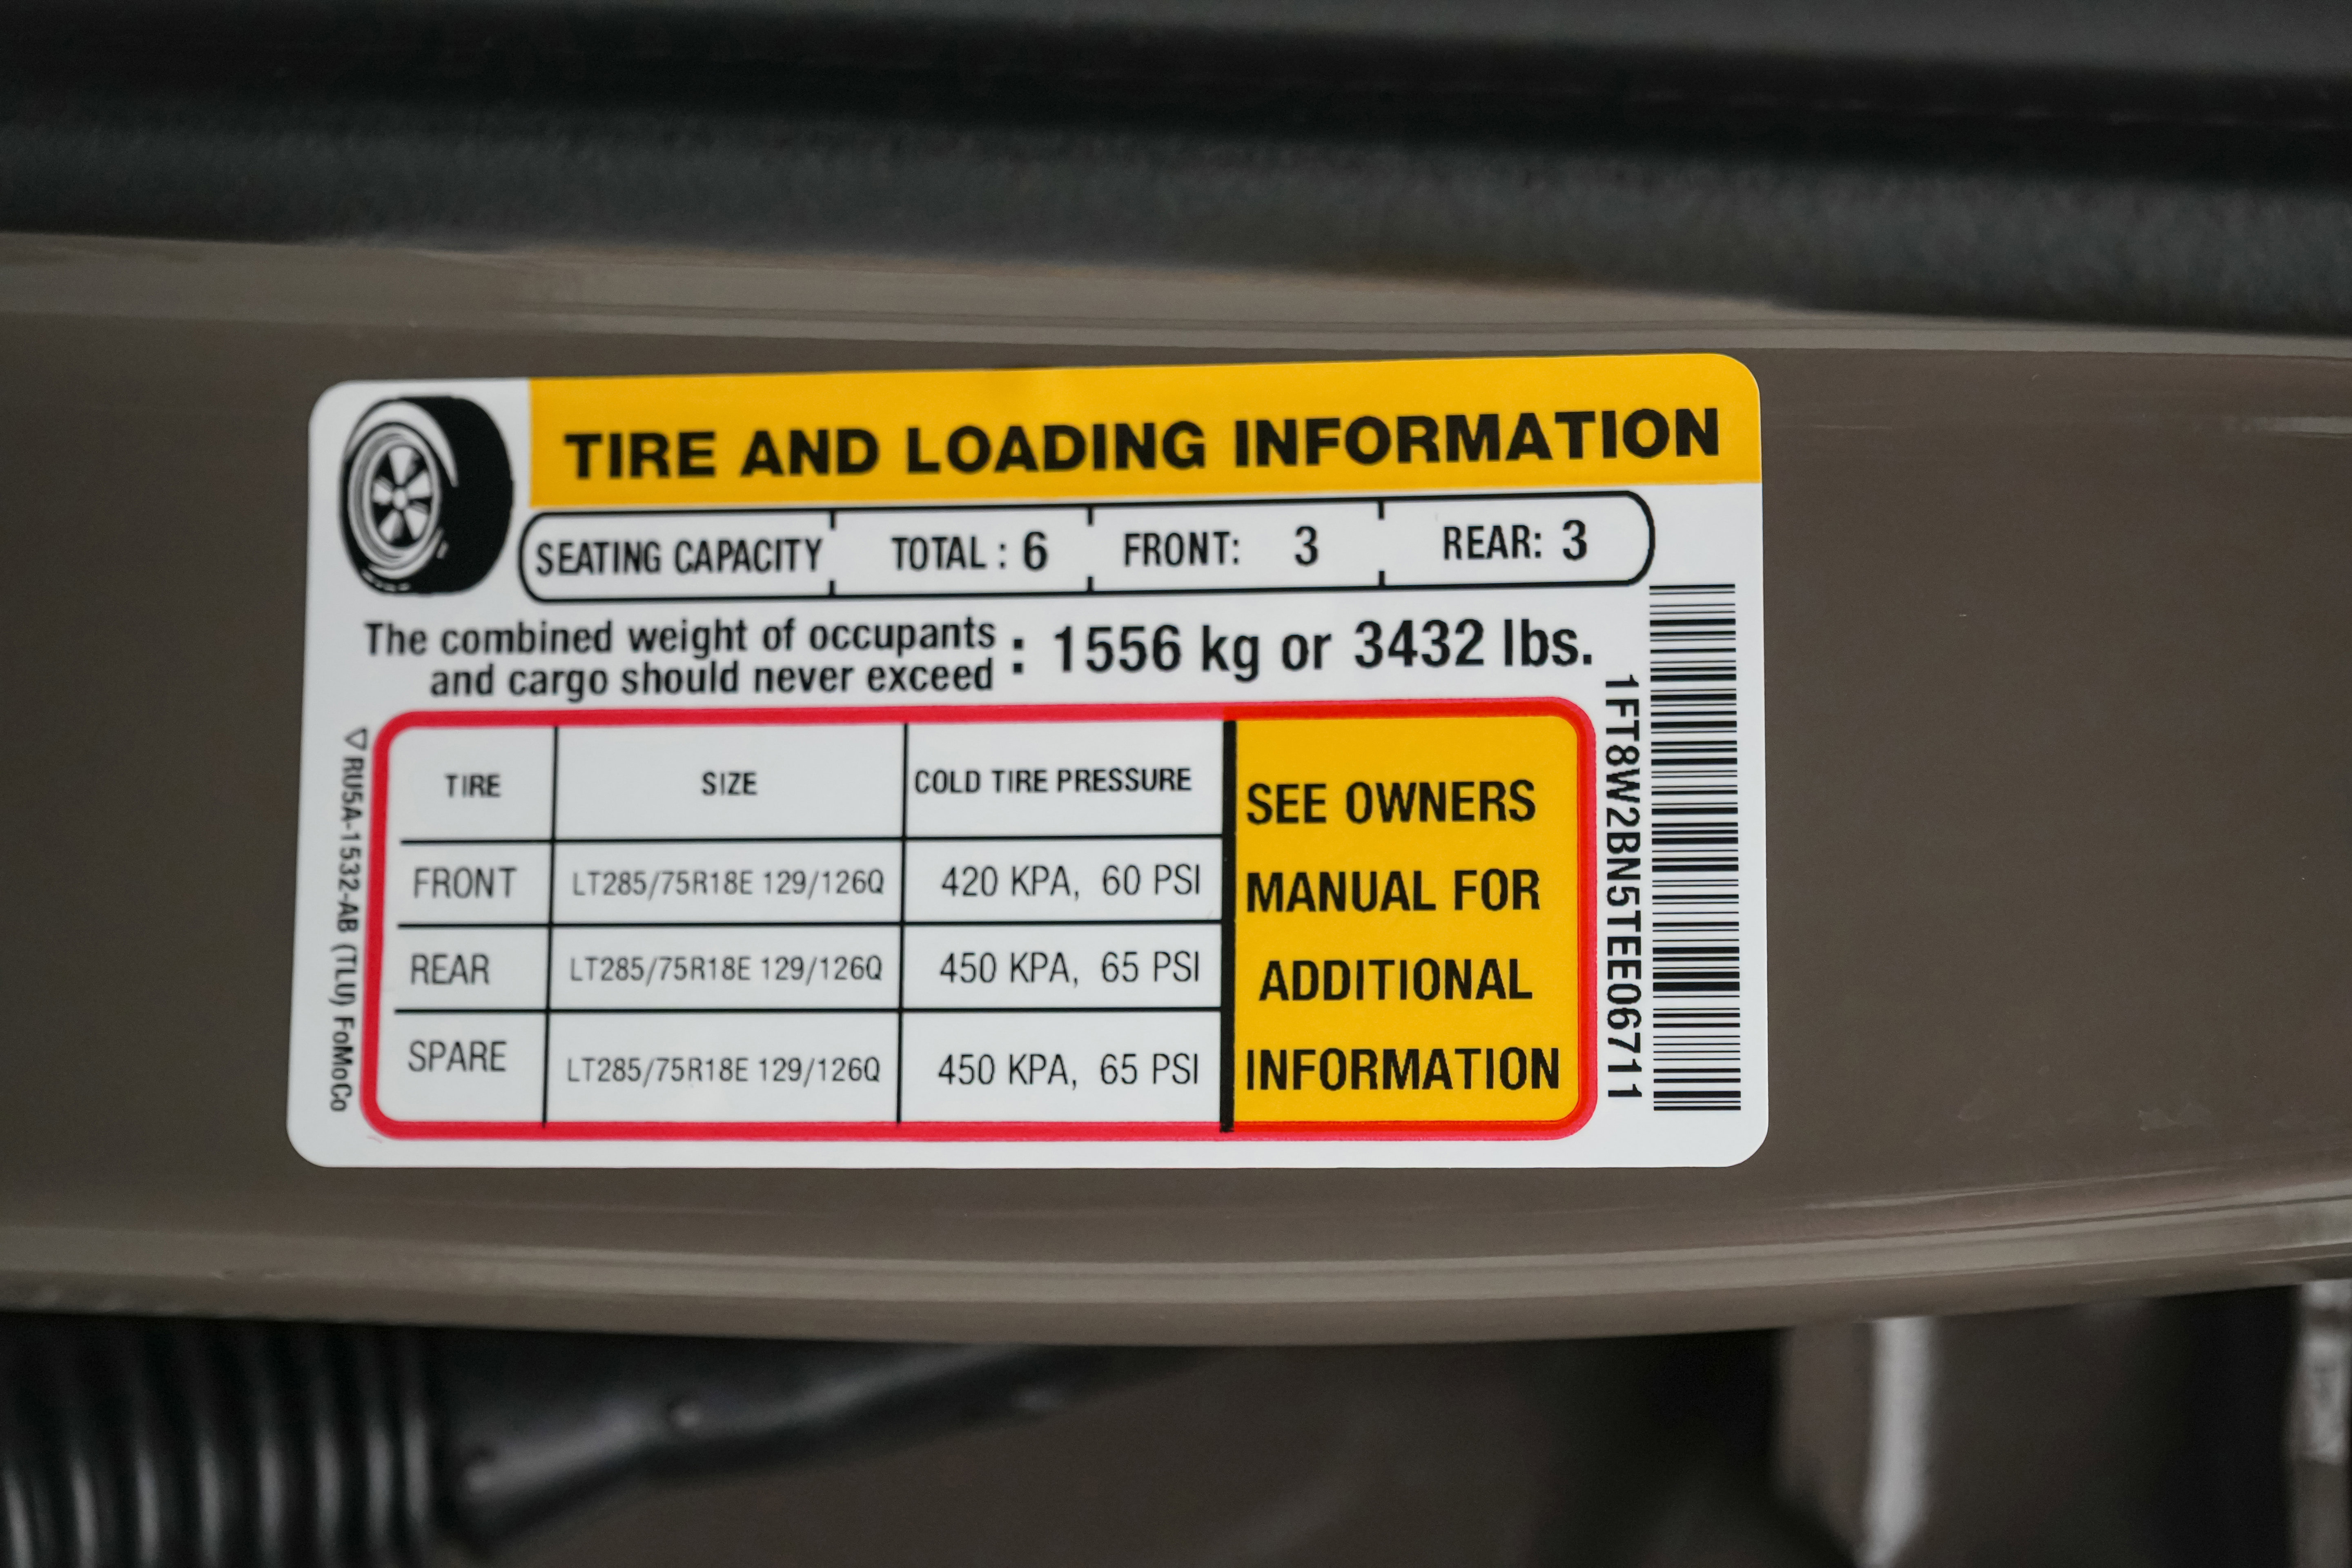 TIRE AND LOADING INFORMATION
SEATING CAPACITY TOTAL : 6 FRONT: 3 REAR: 3
The combined weight of occupants
and cargo should never exceed : 1556 kg or 3432 lbs.
TIRE SIZE COLD TIRE PRESSURE
FRONT LT285/75R18E 129/126Q 420 KPA, 60 PSI
REAR LT285/75R18E 129/126Q 450 KPA, 65 PSI
SPARE LT285/75R18E 129/126Q 450 KPA, 65 PSI
SEE OWNERS
MANUAL FOR
ADDITIONAL
INFORMATION
1FT8W2BN5TEE06711
RU5A-1532-AB (TLU) FoMoCo